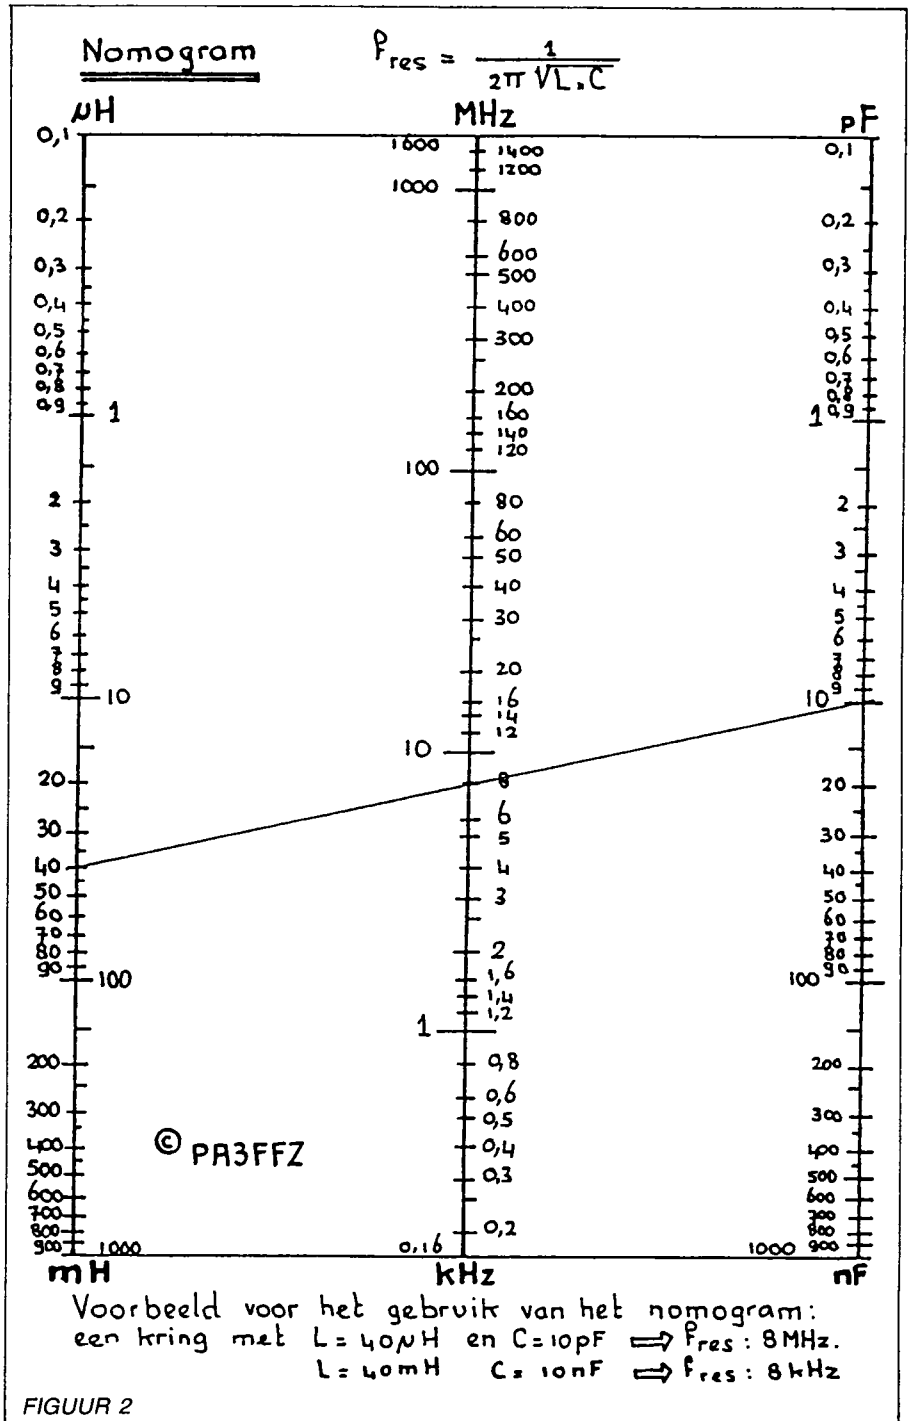 Nomogram
f res = 1 / 2π √L.C
μH MHz pF
0,1 1600 1400 0,1
1200
1000
0,2 800 0,2
600
0,3 500 0,3
0,4 400 0,4
0,5 300 0,5
0,6 0,6
0,7 0,7
0,8 200 0,8
0,9 160 0,9
1 140 1
120
100
2 80 2
60
3 50 3
4 40 4
5 30 5
6 6
7 7
8 20 8
9 16 9
10 14 10
12
10
20 8 20
6
30 5 30
40 4 40
50 3 50
60 60
70 70
80 2 80
90 1,6 90
100 1,4 100
1,2
1
200 0,8 200
0,6
300 0,5 300
400 0,4 400
500 0,3 500
600 600
700 700
800 0,2 800
900 1000 0,16 1000 900
© PA3FFZ
mH kHz nF
Voorbeeld voor het gebruik van het nomogram:
een kring met L = 40μH en C=10pF ⟹ f res : 8 MHz.
L = 40mH C = 10nF ⟹ f res : 8 kHz
FIGUUR 2